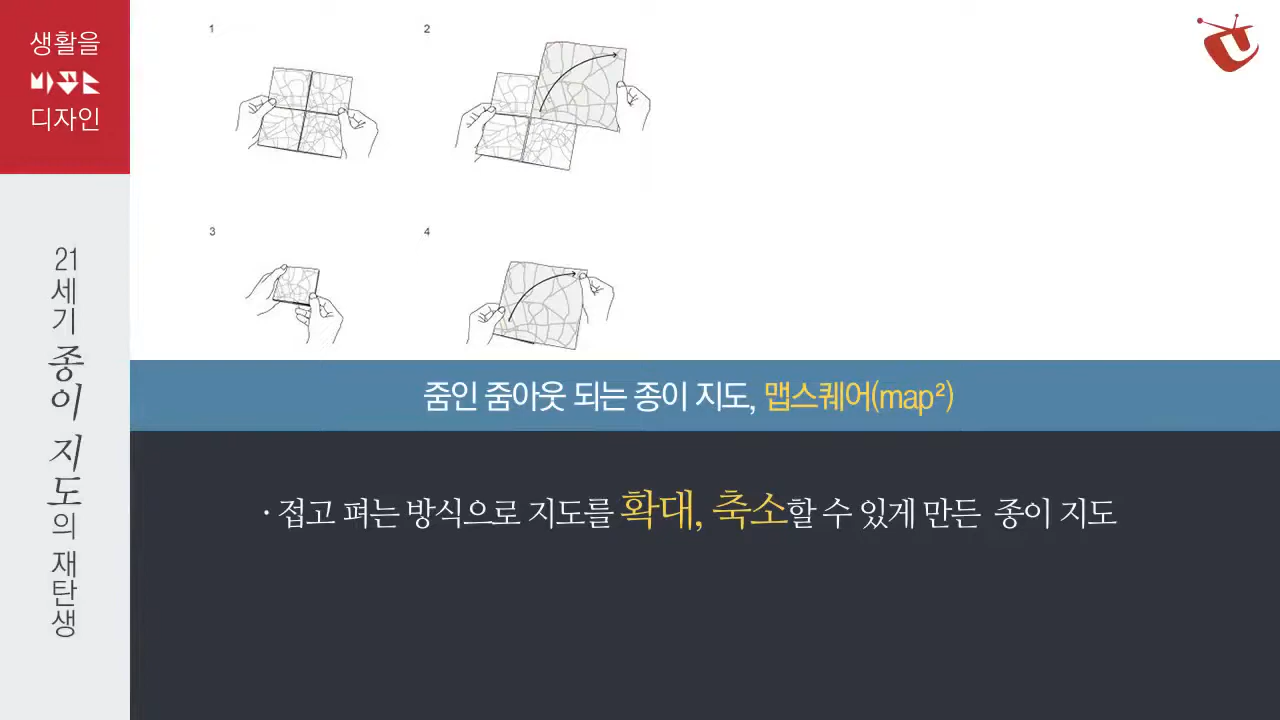 생활을
바꾸는
디자인
21세기 종이 지도의 재탄생
1
2
3
4
줌인 줌아웃 되는 종이 지도, 맵스퀘어(map²)
· 접고 펴는 방식으로 지도를 확대, 축소할 수 있게 만든 종이 지도